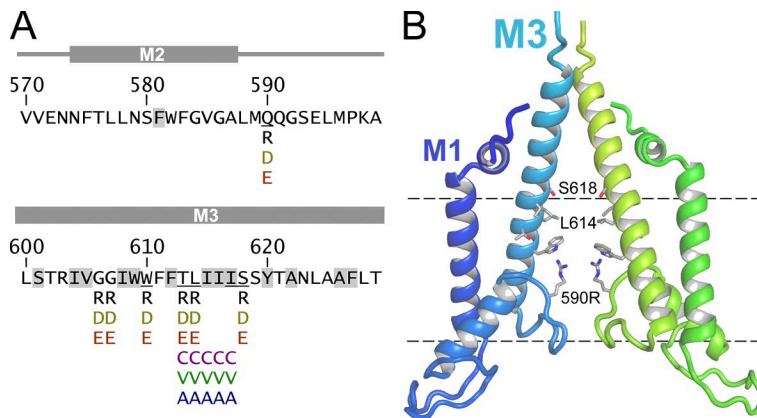 A
M2
570 580 590
VVENNFTLLNSFWFGVGALMQQGSELMPKA
R
D
E
M3
600 610 620
LSTRIVGGIWWFFTLIIISSYTANLAAFLT
RR R RR R
DD D DD D
EE E EE E
CCCCC
VVVVV
AAAAA
B
M3
M1
S618
L614
590R